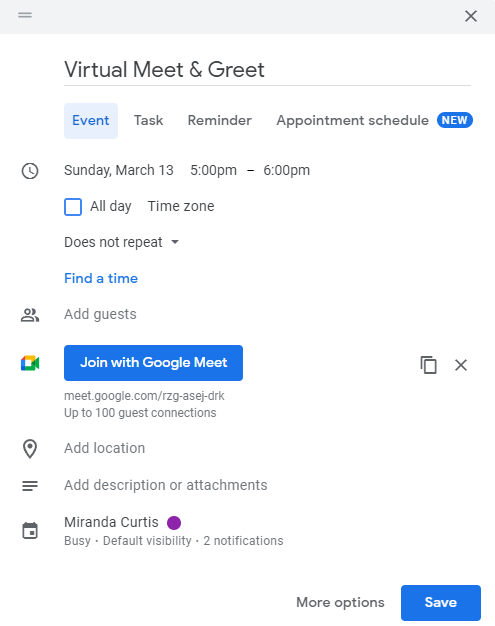 Virtual Meet & Greet
Event Task Reminder Appointment schedule NEW
Sunday, March 13 5:00pm – 6:00pm
All day Time zone
Does not repeat
Find a time
Add guests
Join with Google Meet
meet.google.com/rzg-asej-drk
Up to 100 guest connections
Add location
Add description or attachments
Miranda Curtis
Busy · Default visibility · 2 notifications
More options Save